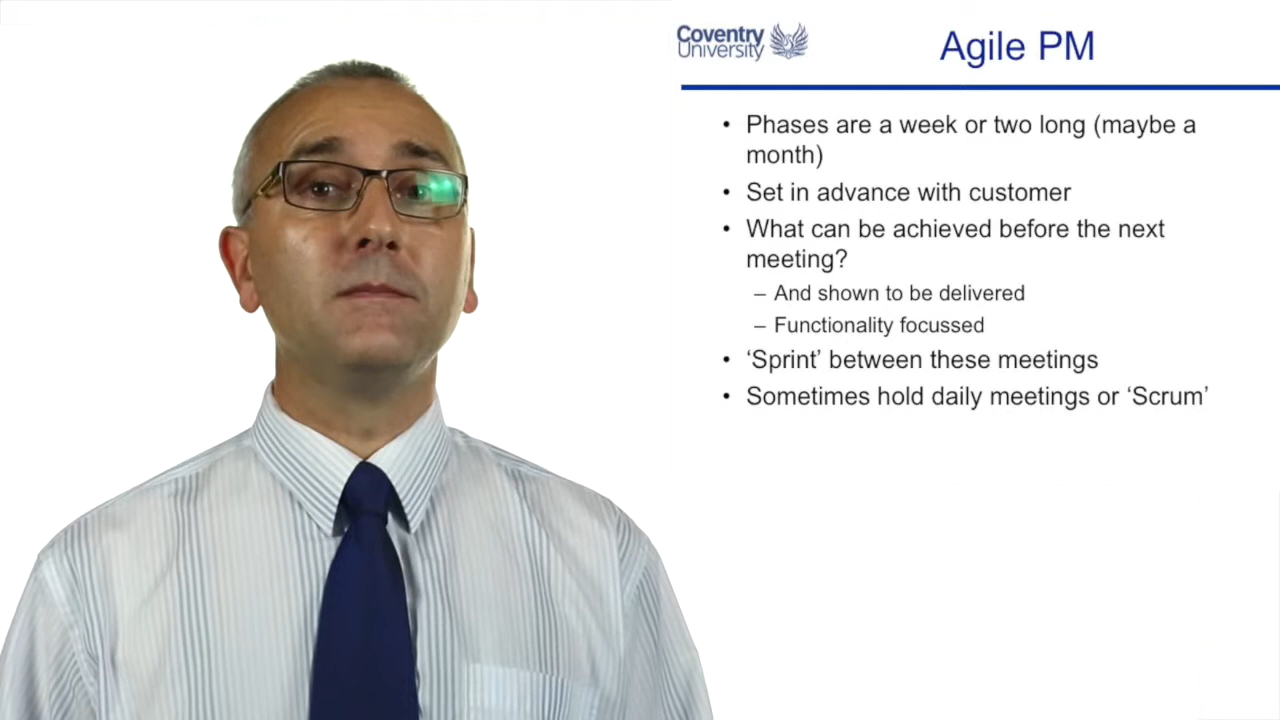 Coventry
University
Agile PM
• Phases are a week or two long (maybe a
month)
• Set in advance with customer
• What can be achieved before the next
meeting?
– And shown to be delivered
– Functionality focussed
• ‘Sprint’ between these meetings
• Sometimes hold daily meetings or ‘Scrum’